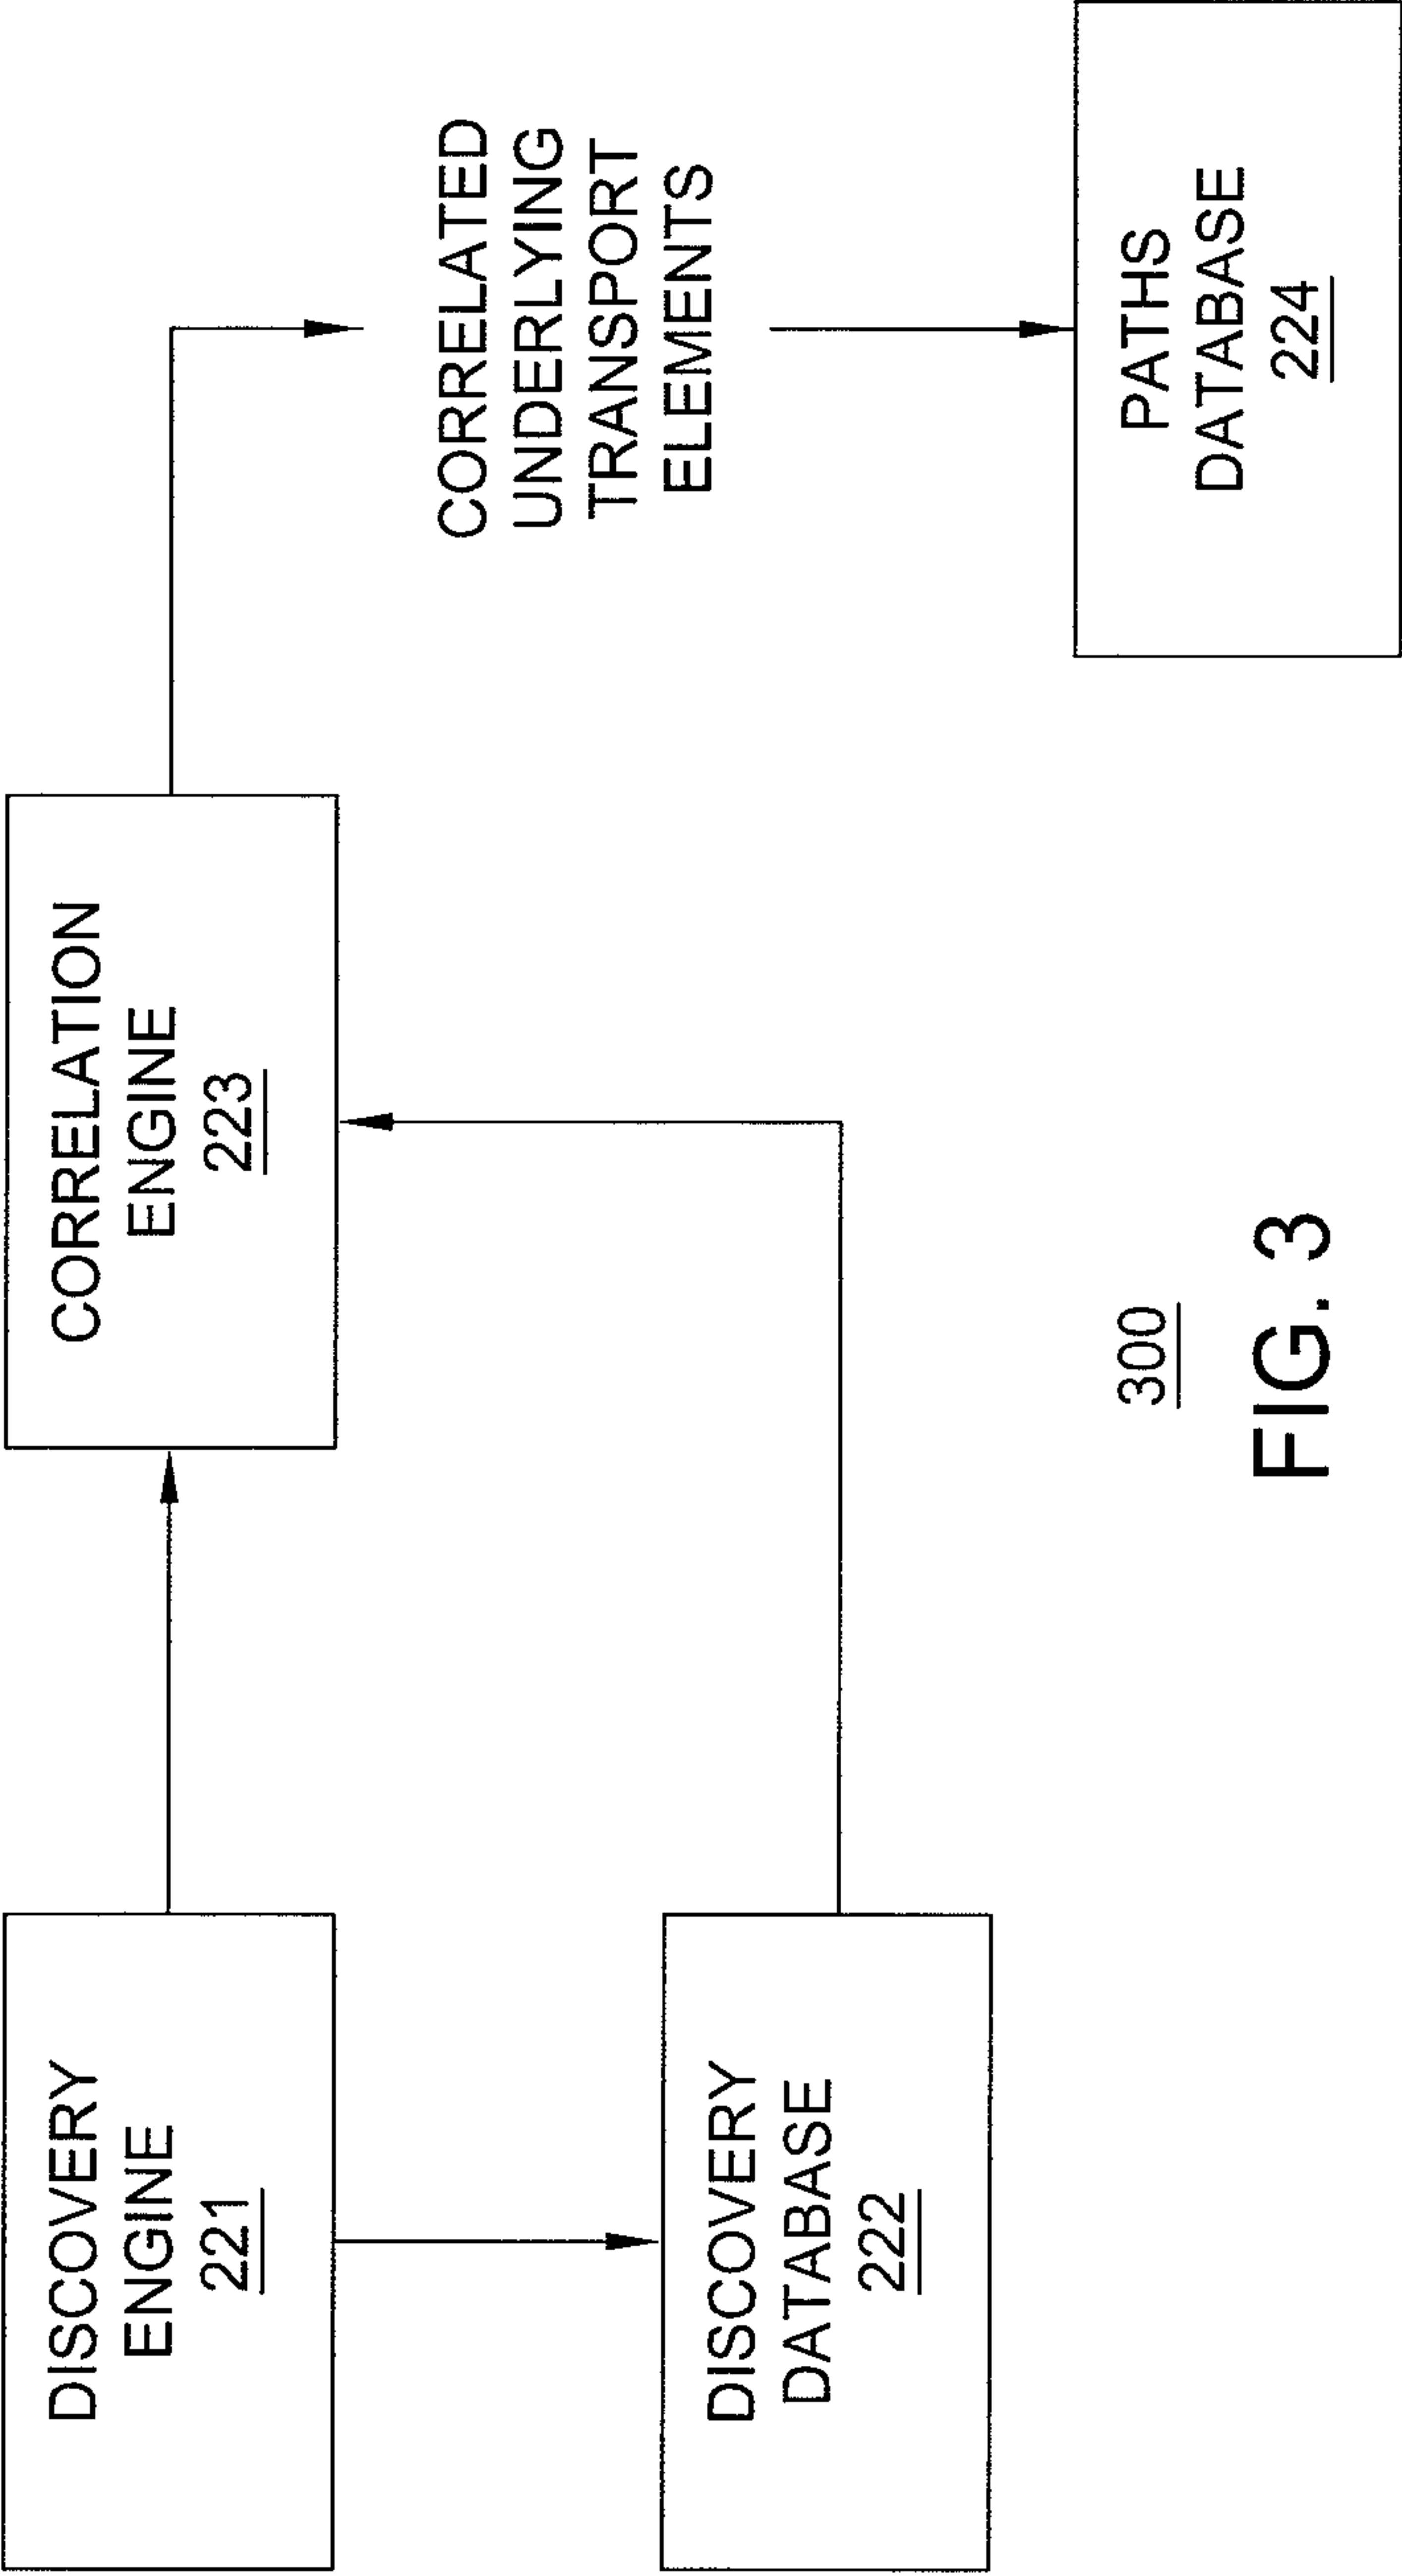 DISCOVERY
ENGINE
221
DISCOVERY
DATABASE
222
CORRELATION
ENGINE
223
CORRELATED
UNDERLYING
TRANSPORT
ELEMENTS
PATHS
DATABASE
224
300
FIG. 3